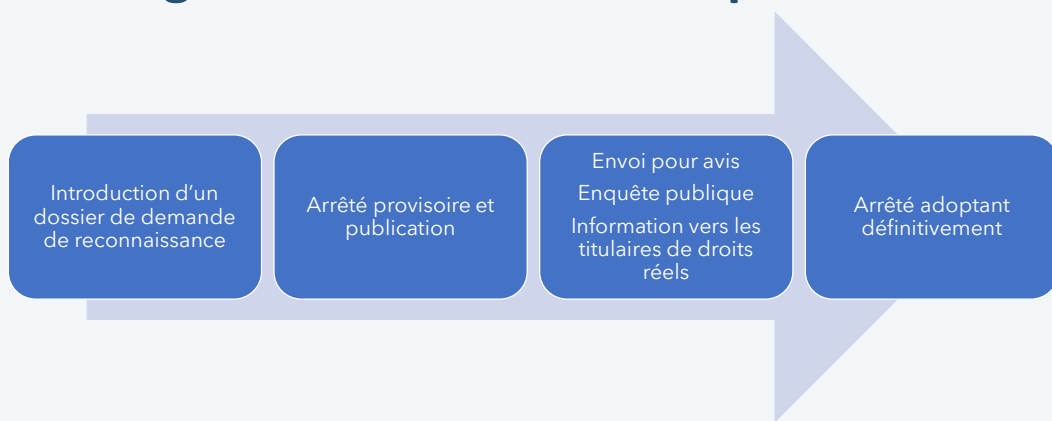 Introduction d’un
dossier de demande
de reconnaissance
Arrêté provisoire et
publication
Envoi pour avis
Enquête publique
Information vers les
titulaires de droits
réels
Arrêté adoptant
définitivement